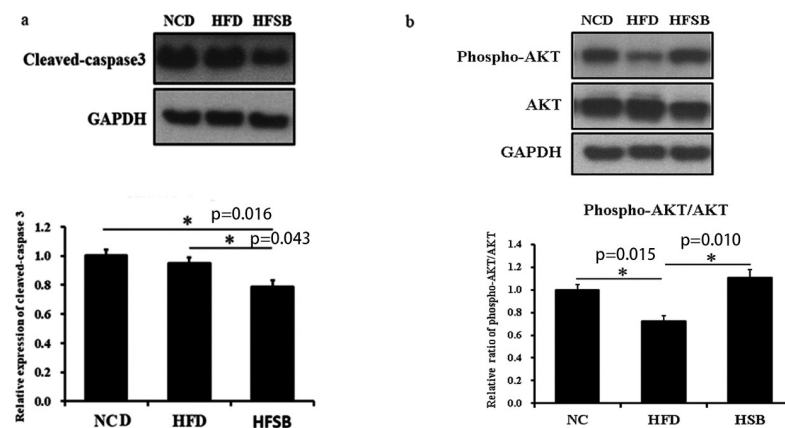 a
NCD HFD HFSB
Cleaved-caspase3
GAPDH
p=0.016
*
* p=0.043
Relative expression of cleaved-caspase 3
1.2
1.0
0.8
0.6
0.4
0.2
0.0
NCD HFD HFSB
b
NCD HFD HFSB
Phospho-AKT
AKT
GAPDH
Phospho-AKT/AKT
p=0.015 p=0.010
* *
Relative ratio of phospho-AKT/AKT
1.4
1.2
1.0
0.8
0.6
0.4
0.2
0.0
NC HFD HSB